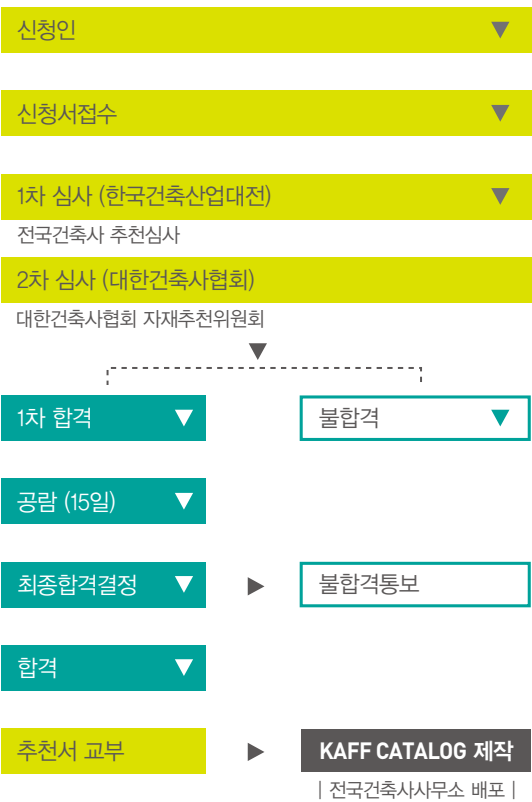 신청인
신청서접수
1차 심사 (한국건축산업대전)
전국건축사 추천심사
2차 심사 (대한건축사협회)
대한건축사협회 자재추천위원회
1차 합격
불합격
공람 (15일)
최종합격결정
불합격통보
합격
추천서 교부
KAFF CATALOG 제작
| 전국건축사사무소 배포 |